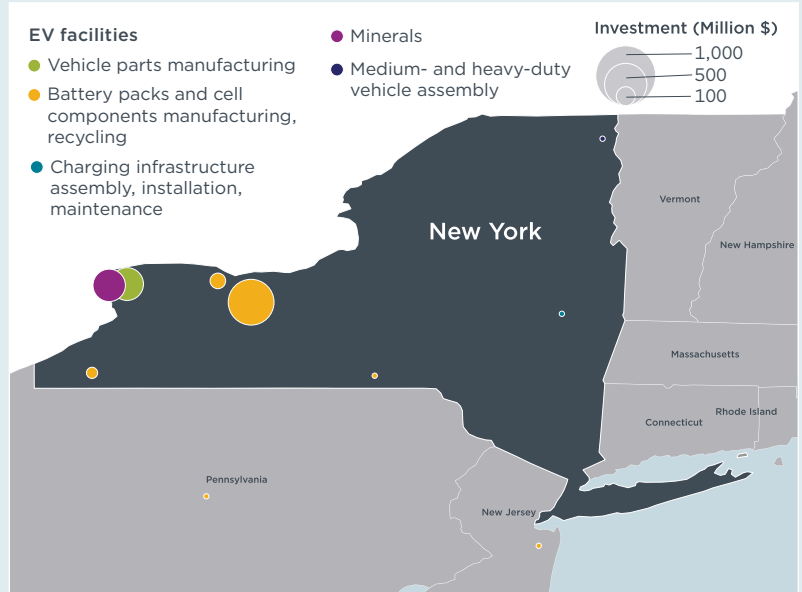 EV facilities
Vehicle parts manufacturing
Battery packs and cell
components manufacturing,
recycling
Charging infrastructure
assembly, installation,
maintenance
Minerals
Medium- and heavy-duty
vehicle assembly
Investment (Million $)
1,000
500
100
New York
Vermont
New Hampshire
Massachusetts
Connecticut
Rhode Island
Pennsylvania
New Jersey